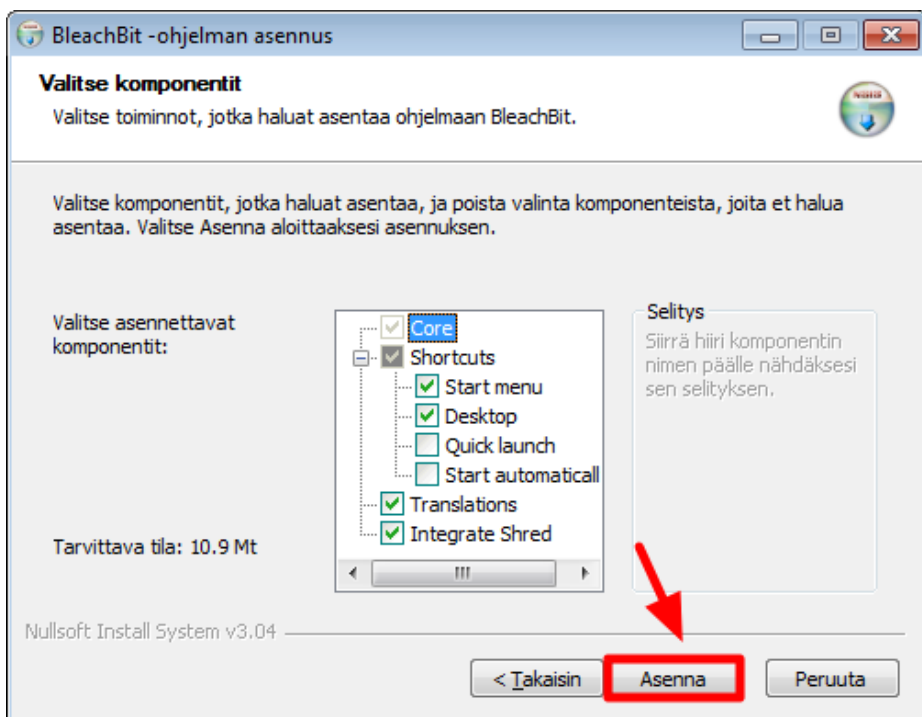 BleachBit -ohjelman asennus
Valitse komponentit
Valitse toiminnot, jotka haluat asentaa ohjelmaan BleachBit.
Valitse komponentit, jotka haluat asentaa, ja poista valinta komponenteista, joita et halua
asentaa. Valitse Asenna aloittaaksesi asennuksen.
Valitse asennettavat
komponentit:
Core
Shortcuts
Start menu
Desktop
Quick launch
Start automaticall
Translations
Integrate Shred
Selitys
Siirrä hiiri komponentin
nimen päälle nähdäksesi
sen selityksen.
Tarvittava tila: 10.9 Mt
Nullsoft Install System v3.04
< Takaisin
Asenna
Peruuta